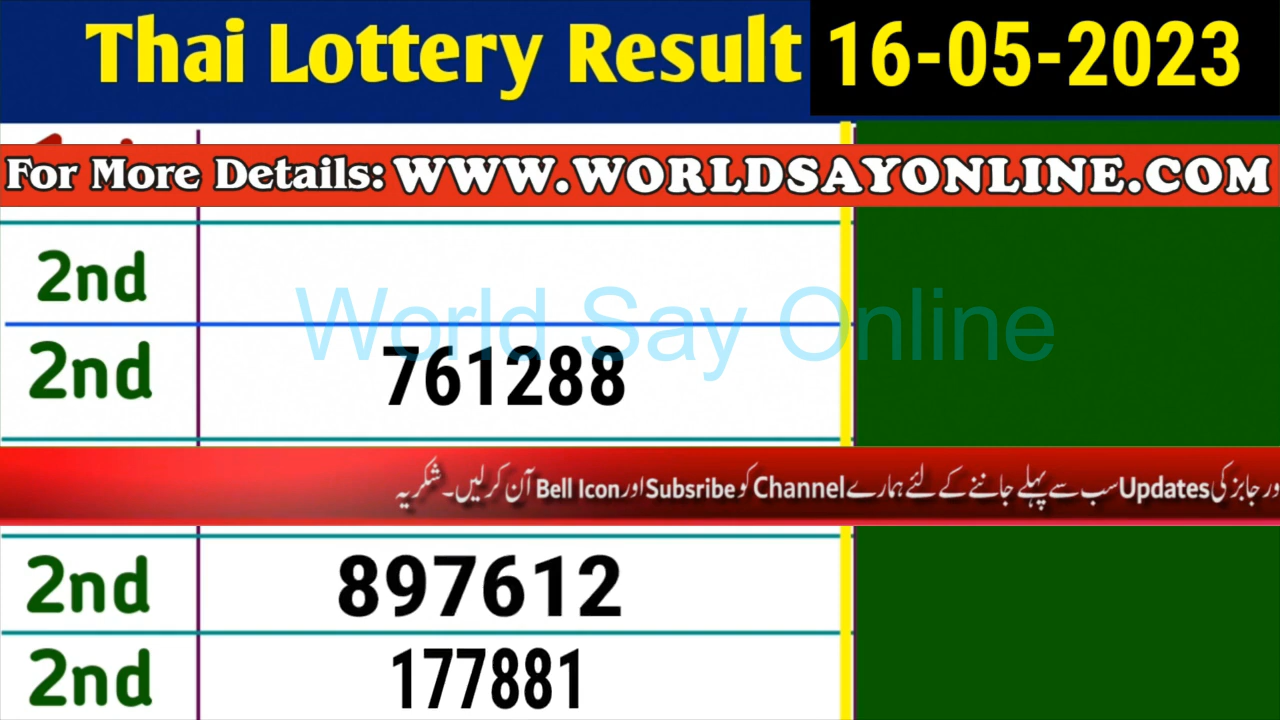 Thai Lottery Result 16-05-2023
For More Details: WWW.WORLDSAYONLINE.COM
2nd
World Say Online
2nd 761288
ور جابز کی Updates سب سے پہلے جاننے کے لئے ہمارے Channel کو Subsribe اور Bell Icon آن کرلیں۔ شکریہ
2nd 897612
2nd 177881